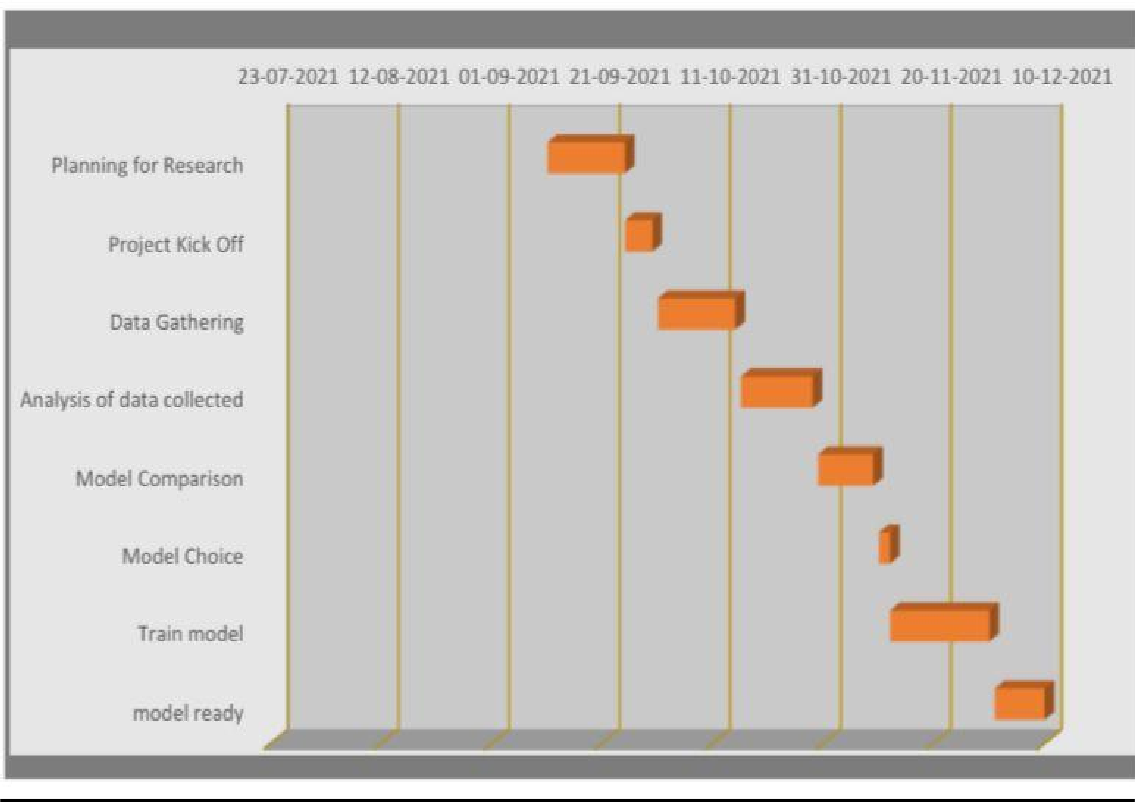 23-07-2021 12-08-2021 01-09-2021 21-09-2021 11-10-2021 31-10-2021 20-11-2021 10-12-2021
Planning for Research
Project Kick Off
Data Gathering
Analysis of data collected
Model Comparison
Model Choice
Train model
model ready